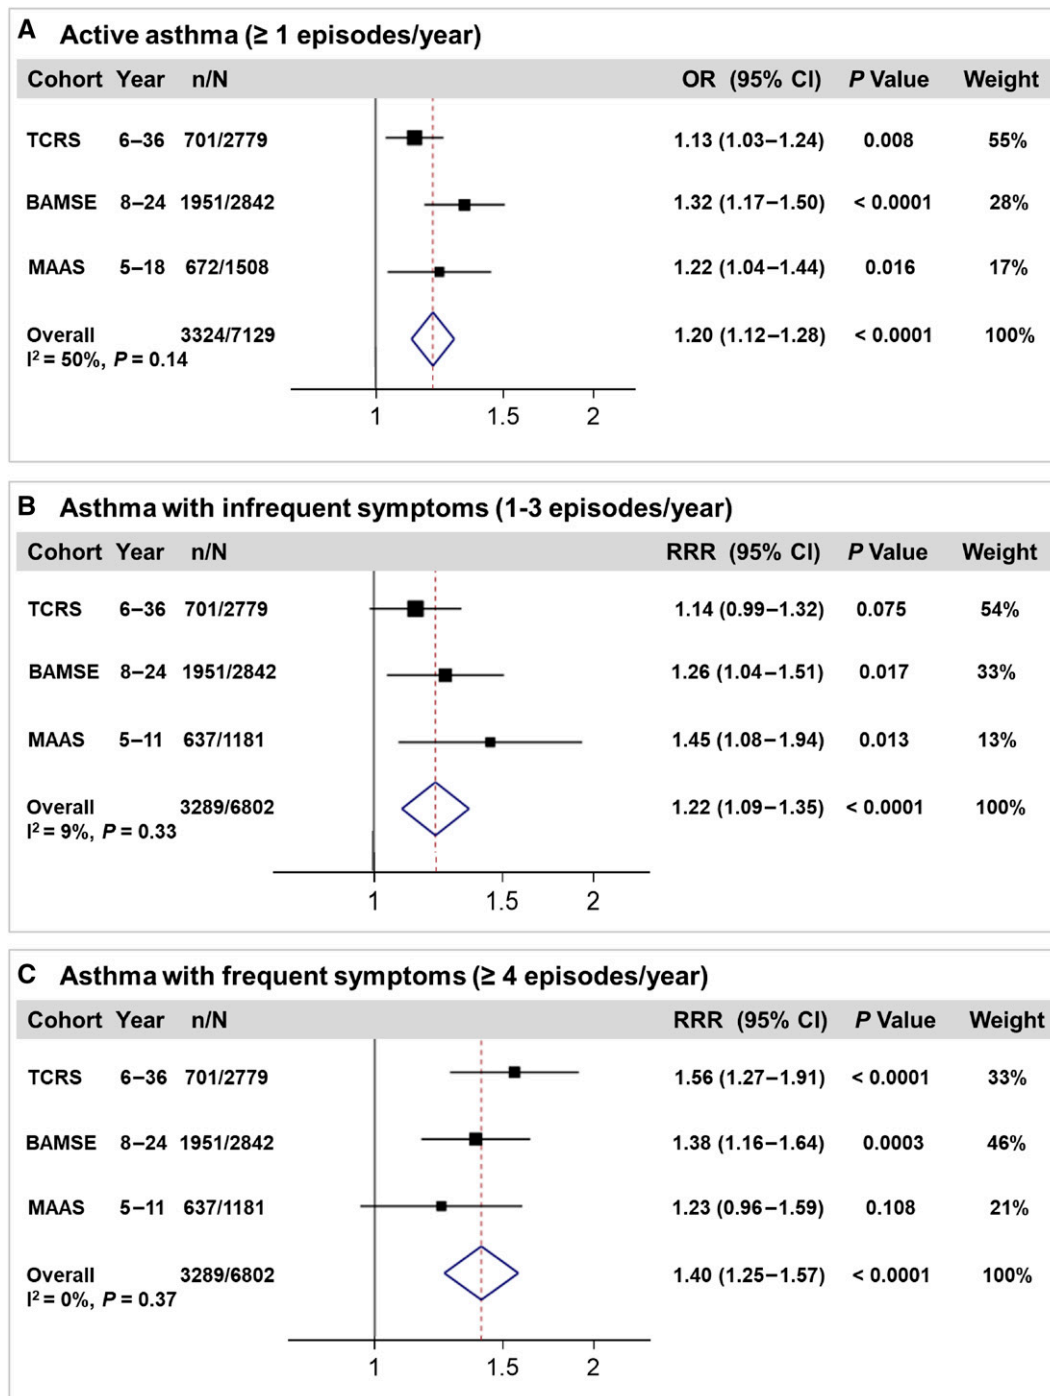 A Active asthma (≥ 1 episodes/year)
Cohort Year n/N OR (95% CI) P Value Weight
TCRS 6–36 701/2779 1.13 (1.03–1.24) 0.008 55%
BAMSE 8–24 1951/2842 1.32 (1.17–1.50) < 0.0001 28%
MAAS 5–18 672/1508 1.22 (1.04–1.44) 0.016 17%
Overall 3324/7129 1.20 (1.12–1.28) < 0.0001 100%
I² = 50%, P = 0.14
1 1.5 2
B Asthma with infrequent symptoms (1-3 episodes/year)
Cohort Year n/N RRR (95% CI) P Value Weight
TCRS 6–36 701/2779 1.14 (0.99–1.32) 0.075 54%
BAMSE 8–24 1951/2842 1.26 (1.04–1.51) 0.017 33%
MAAS 5–11 637/1181 1.45 (1.08–1.94) 0.013 13%
Overall 3289/6802 1.22 (1.09–1.35) < 0.0001 100%
I² = 9%, P = 0.33
1 1.5 2
C Asthma with frequent symptoms (≥ 4 episodes/year)
Cohort Year n/N RRR (95% CI) P Value Weight
TCRS 6–36 701/2779 1.56 (1.27–1.91) < 0.0001 33%
BAMSE 8–24 1951/2842 1.38 (1.16–1.64) 0.0003 46%
MAAS 5–11 637/1181 1.23 (0.96–1.59) 0.108 21%
Overall 3289/6802 1.40 (1.25–1.57) < 0.0001 100%
I² = 0%, P = 0.37
1 1.5 2